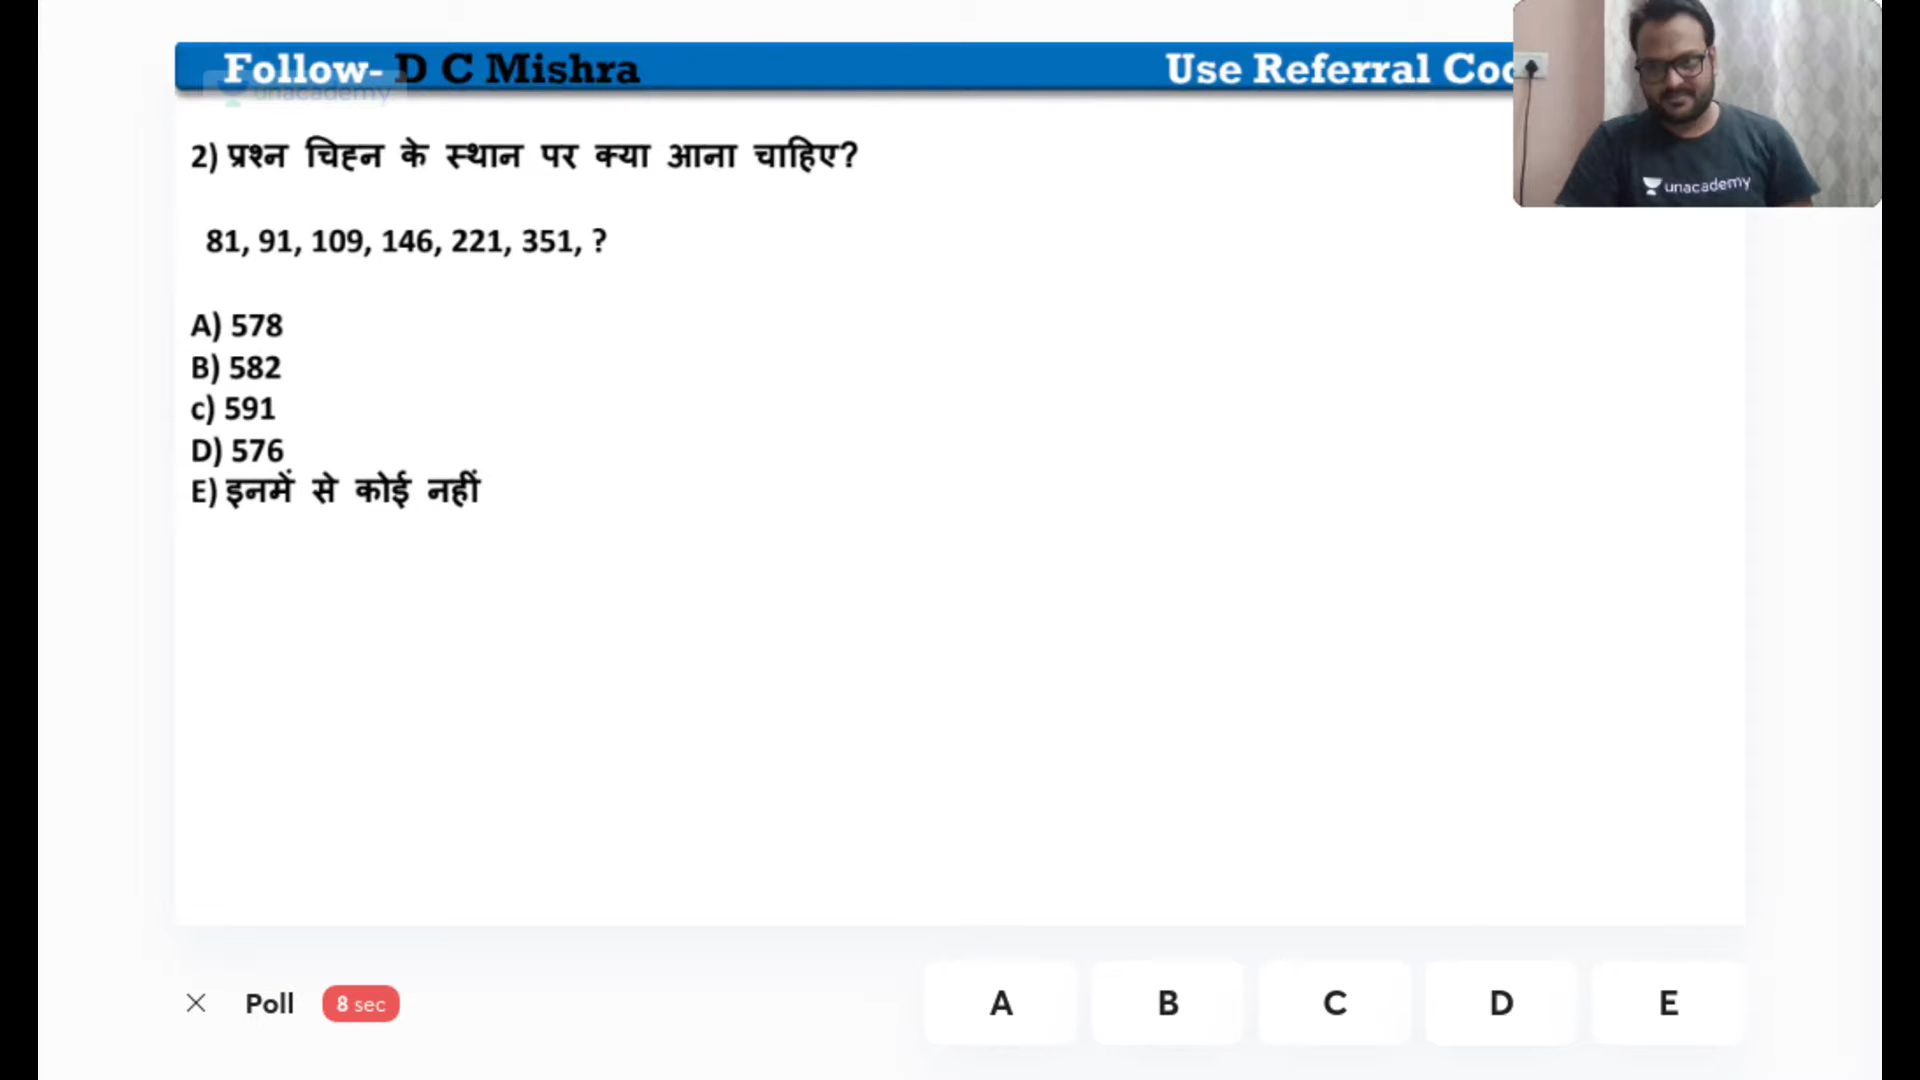 Follow- D C Mishra
Use Referral Coc
unacademy
unacademy
2) प्रश्न चिह्न के स्थान पर क्या आना चाहिए?
81, 91, 109, 146, 221, 351, ?
A) 578
B) 582
c) 591
D) 576
E) इनमें से कोई नहीं
Poll 8 sec
A B C D E